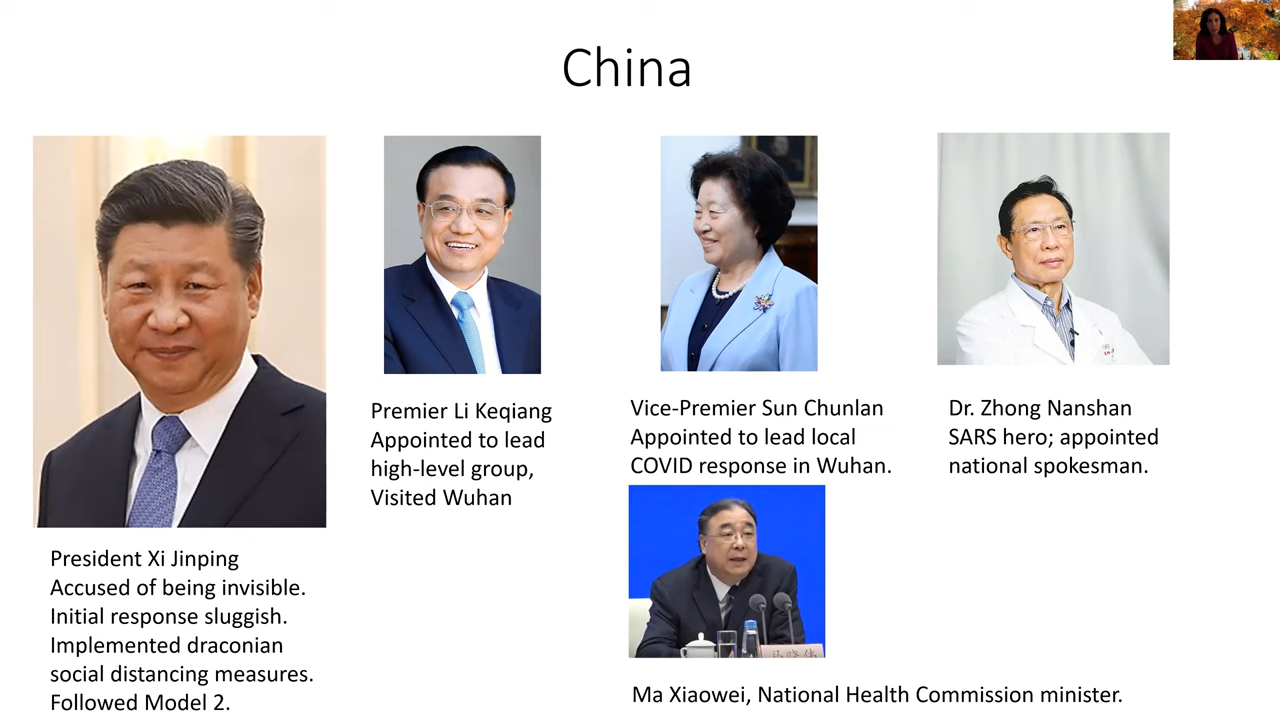 China
President Xi Jinping
Accused of being invisible.
Initial response sluggish.
Implemented draconian
social distancing measures.
Followed Model 2.
Premier Li Keqiang
Appointed to lead
high-level group,
Visited Wuhan
Vice-Premier Sun Chunlan
Appointed to lead local
COVID response in Wuhan.
Dr. Zhong Nanshan
SARS hero; appointed
national spokesman.
Ma Xiaowei, National Health Commission minister.